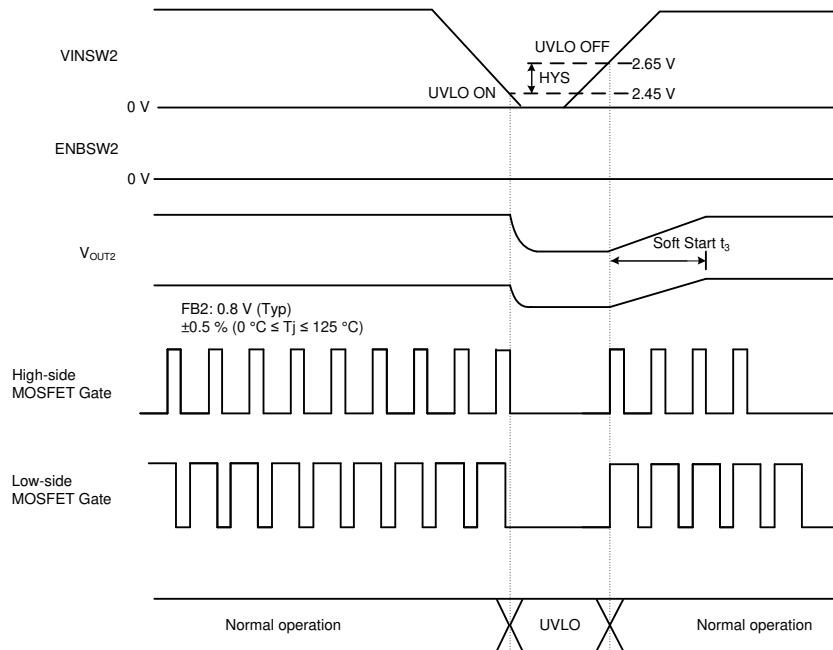 VINSW2
UVLO OFF
HYS
2.65 V
UVLO ON
2.45 V
0 V
ENBSW2
0 V
VOUT2
Soft Start t3
FB2: 0.8 V (Typ)
±0.5 % (0 °C ≤ Tj ≤ 125 °C)
High-side
MOSFET Gate
Low-side
MOSFET Gate
Normal operation
UVLO
Normal operation